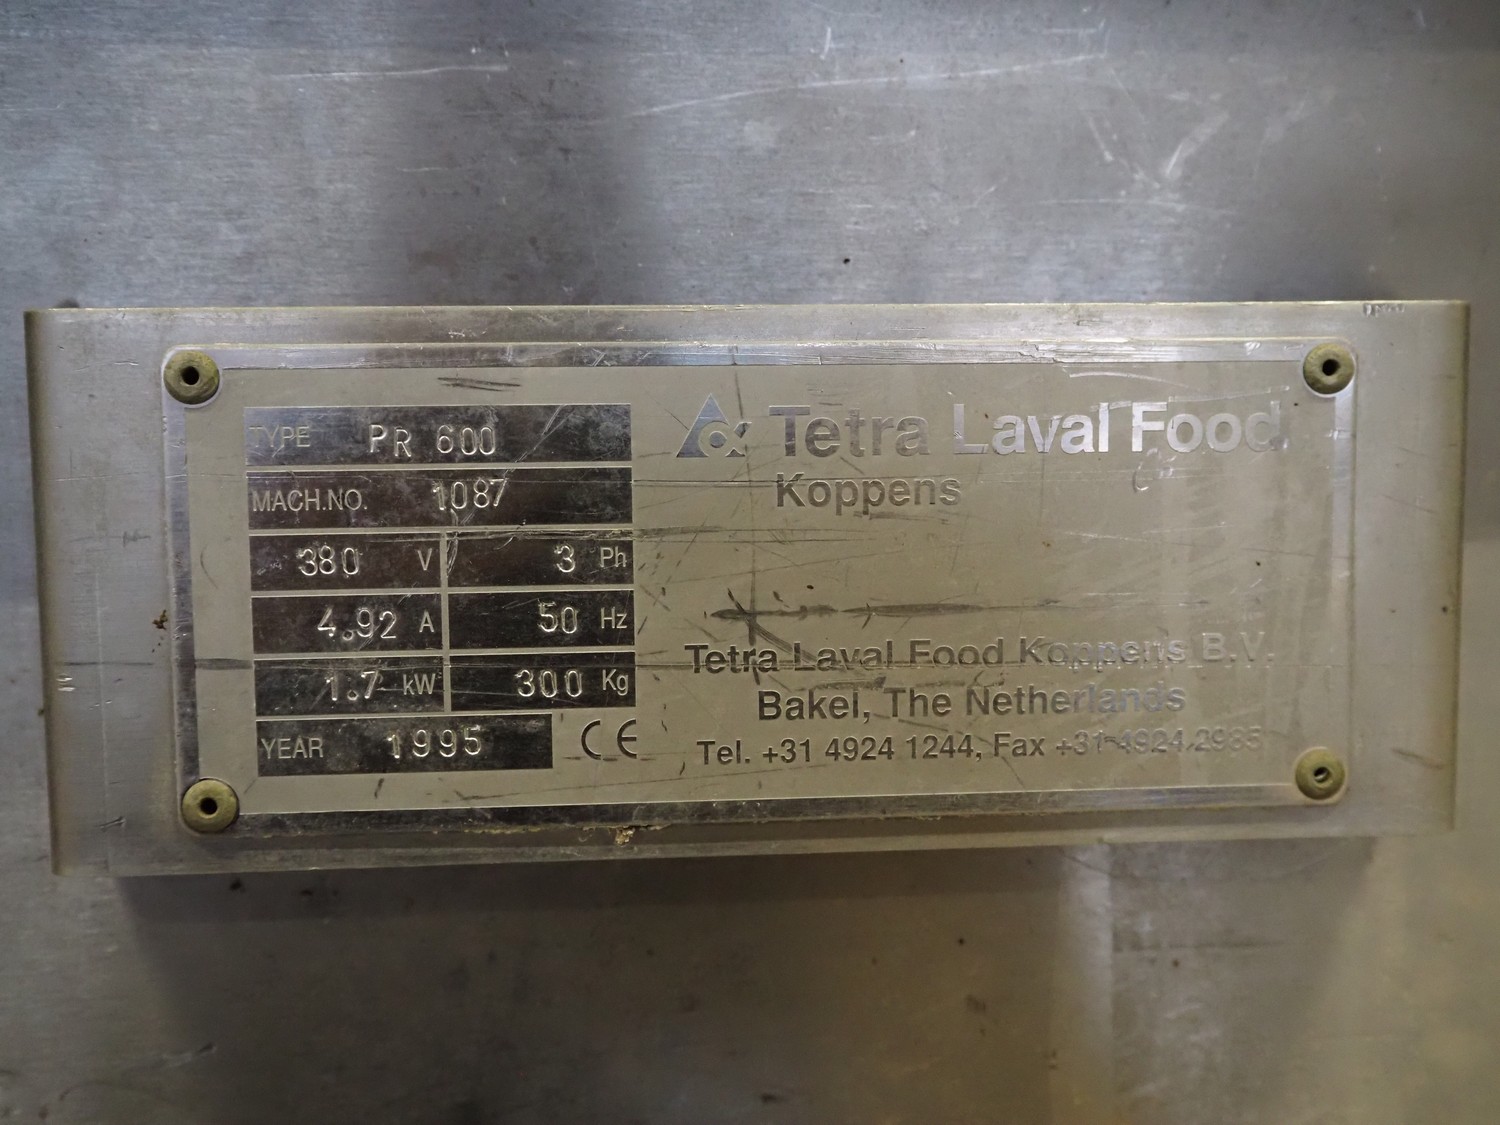 TYPE PR 600
MACH.NO. 1087
380 V 3 Ph
4.92 A 50 Hz
1.7 kW 300 Kg
YEAR 1995 CE
Tetra Laval Food
Koppens
Tetra Laval Food Koppens B.V.
Bakel, The Netherlands
Tel. +31 4924 1244, Fax +31-4924 2985